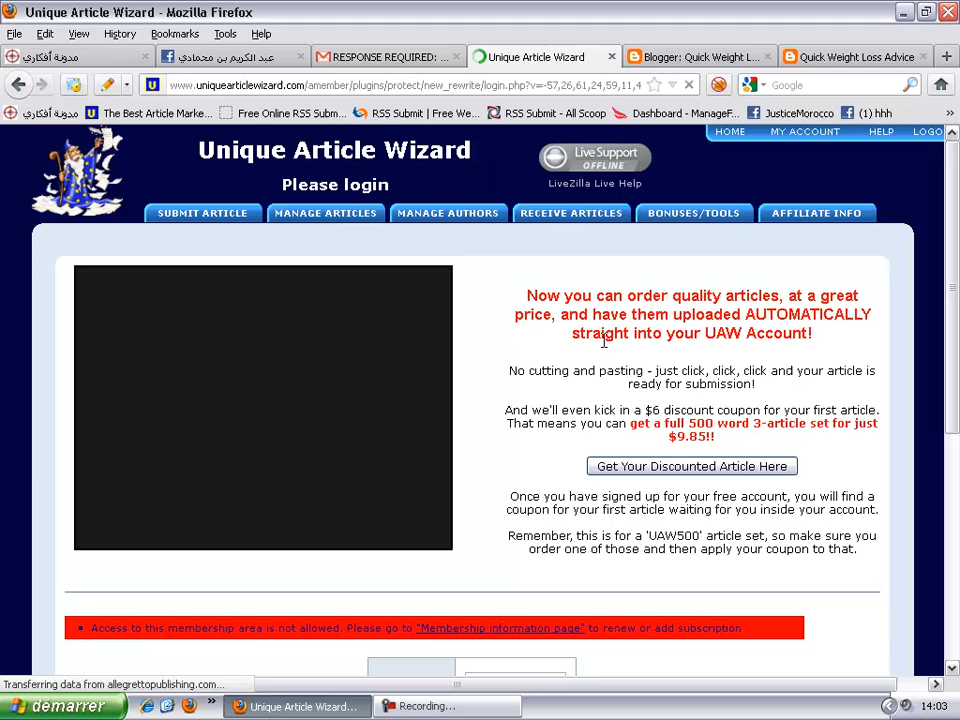 Unique Article Wizard - Mozilla Firefox
File Edit View History Bookmarks Tools Help
مدونة أفكاري
عبد الكريم بن محمادي
RESPONSE REQUIRED: ...
Unique Article Wizard
Blogger: Quick Weight L...
Quick Weight Loss Advice
www.uniquearticlewizard.com/amember/plugins/protect/new_rewrite/login.php?v=-57,26,61,24,59,11,4
Google
مدونة أفكاري
The Best Article Marke...
Free Online RSS Subm...
RSS Submit | Free We...
RSS Submit - All Scoop
Dashboard - ManageF...
JusticeMorocco
(1) hhh
HOME MY ACCOUNT HELP LOGO
Unique Article Wizard
Please login
Live Support
OFFLINE
LiveZilla Live Help
SUBMIT ARTICLE MANAGE ARTICLES MANAGE AUTHORS RECEIVE ARTICLES BONUSES/TOOLS AFFILIATE INFO
Now you can order quality articles, at a great
price, and have them uploaded AUTOMATICALLY
straight into your UAW Account!
No cutting and pasting - just click, click, click and your article is
ready for submission!
And we'll even kick in a $6 discount coupon for your first article.
That means you can get a full 500 word 3-article set for just
$9.85!!
Get Your Discounted Article Here
Once you have signed up for your free account, you will find a
coupon for your first article waiting for you inside your account.
Remember, this is for a 'UAW500' article set, so make sure you
order one of those and then apply your coupon to that.
Access to this membership area is not allowed. Please go to "Membership information page" to renew or add subscription
Transferring data from allegrettopublishing.com...
démarrer
Unique Article Wizard...
Recording...
14:03